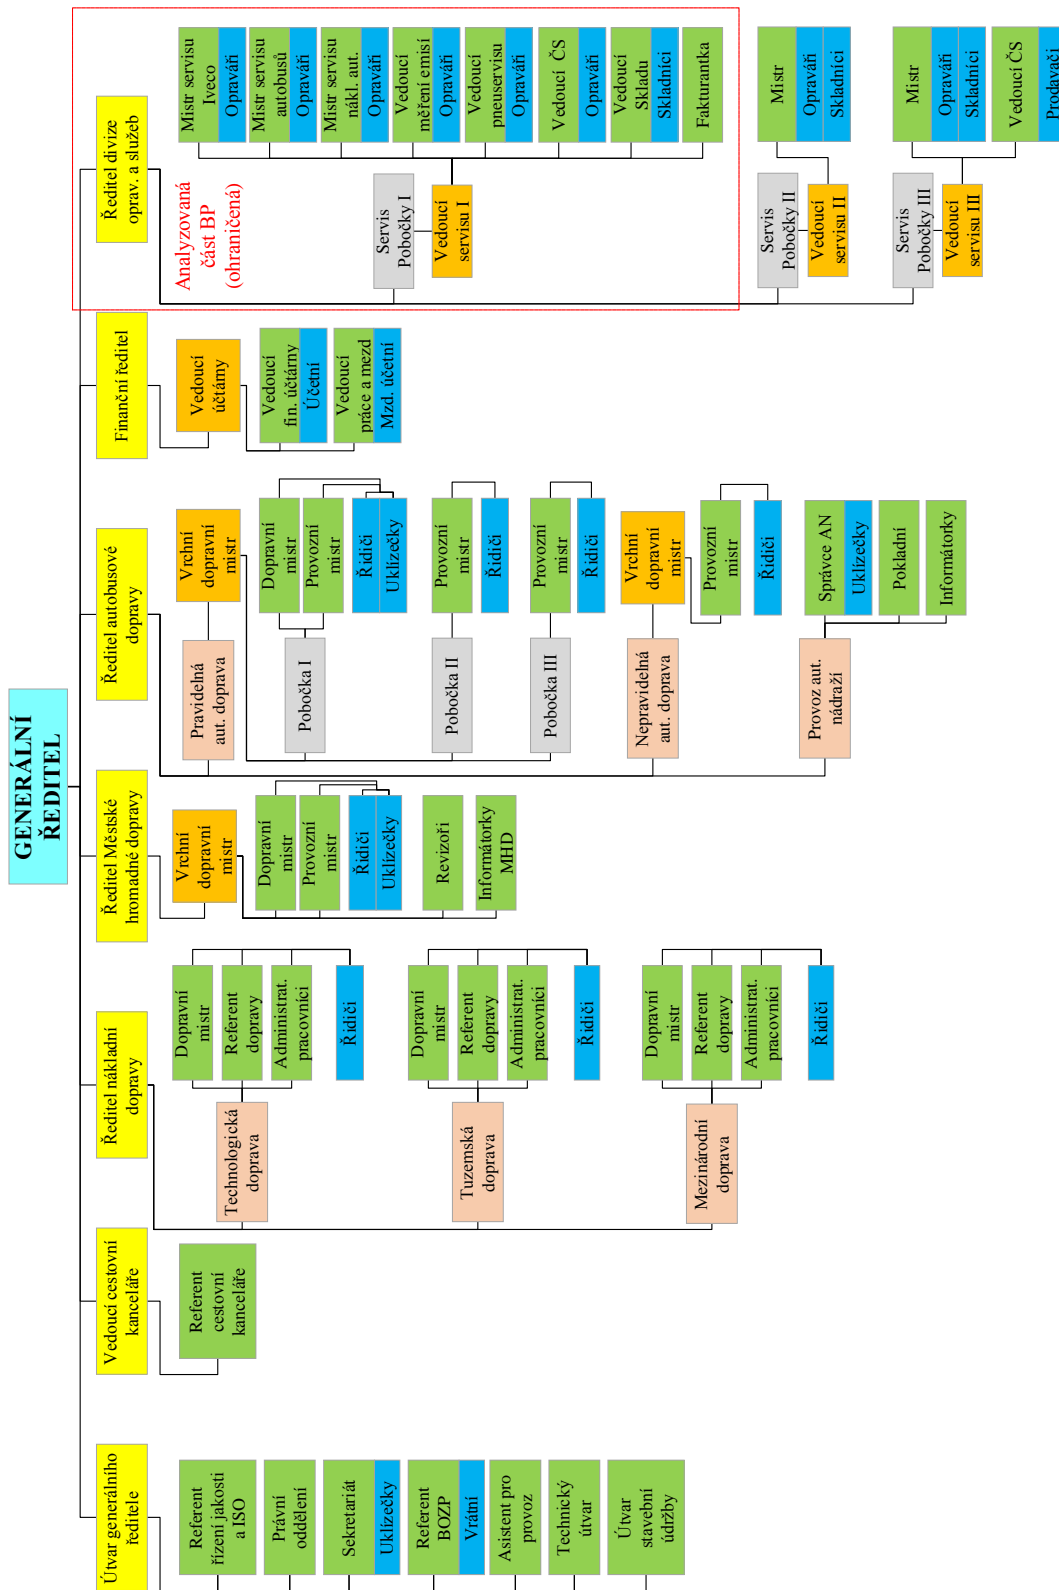 GENERÁLNÍ
ŘEDITEL
Útvar generálního
ředitele
Referent
řízení jakosti
a ISO
Právní
oddělení
Sekretariát
Uklízečky
Referent
BOZP
Vrátní
Asistent pro
provoz
Technický
útvar
Útvar
stavební
údržby
Vedoucí cestovní
kanceláře
Referent
cestovní
kanceláře
Ředitel nákladní
dopravy
Technologická
doprava
Dopravní
mistr
Referent
dopravy
Administrat.
pracovníci
Řidiči
Tuzemská
doprava
Dopravní
mistr
Referent
dopravy
Administrat.
pracovníci
Řidiči
Mezinárodní
doprava
Dopravní
mistr
Referent
dopravy
Administrat.
pracovníci
Řidiči
Ředitel Městské
hromadné dopravy
Vrchní
dopravní
mistr
Dopravní
mistr
Provozní
mistr
Řidiči
Uklízečky
Revizoři
Informátorky
MHD
Ředitel autobusové
dopravy
Pravidelná
aut. doprava
Vrchní
dopravní
mistr
Pobočka I
Dopravní
mistr
Provozní
mistr
Řidiči
Uklízečky
Pobočka II
Provozní
mistr
Řidiči
Pobočka III
Provozní
mistr
Řidiči
Nepravidelná
aut. doprava
Vrchní
dopravní
mistr
Provozní
mistr
Řidiči
Provoz aut.
nádraží
Správce AN
Uklízečky
Pokladní
Informátorky
Finanční ředitel
Vedoucí
účtárny
Vedoucí
fin. účtárny
Účetní
Vedoucí
práce a mezd
Mzd. účetní
Ředitel divize
oprav. a služeb
Analyzovaná
část BP
(ohraničená)
Servis
Pobočky I
Vedoucí
servisu I
Mistr servisu
Iveco
Opraváři
Mistr servisu
autobusů
Opraváři
Mistr servisu
nákl. aut.
Opraváři
Vedoucí
měření emisí
Opraváři
Vedoucí
pneuservisu
Opraváři
Vedoucí ČS
Opraváři
Vedoucí
Skladu
Skladníci
Fakturantka
Servis
Pobočky II
Vedoucí
servisu II
Mistr
Opraváři
Skladníci
Servis
Pobočky III
Vedoucí
servisu III
Mistr
Opraváři
Skladníci
Vedoucí ČS
Prodavači